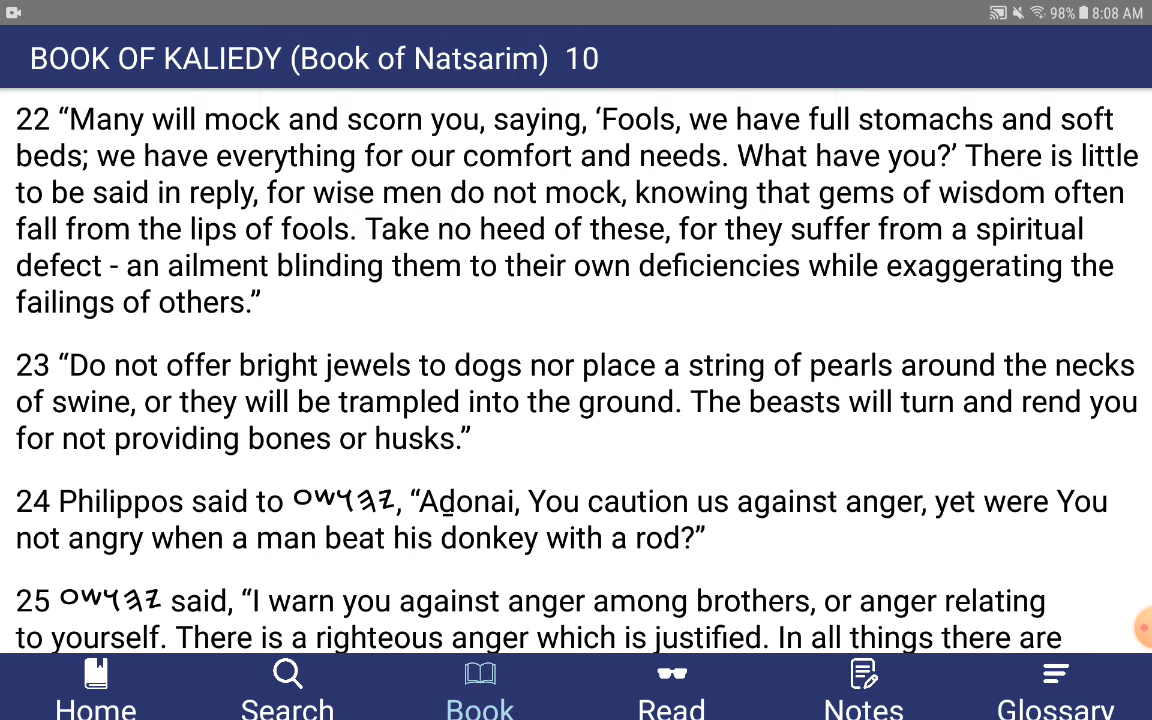 98% 8:08 AM
BOOK OF KALIEDY (Book of Natsarim) 10
22 “Many will mock and scorn you, saying, ‘Fools, we have full stomachs and soft
beds; we have everything for our comfort and needs. What have you?’ There is little
to be said in reply, for wise men do not mock, knowing that gems of wisdom often
fall from the lips of fools. Take no heed of these, for they suffer from a spiritual
defect - an ailment blinding them to their own deficiencies while exaggerating the
failings of others.”
23 “Do not offer bright jewels to dogs nor place a string of pearls around the necks
of swine, or they will be trampled into the ground. The beasts will turn and rend you
for not providing bones or husks.”
24 Philippos said to 𐤉𐤄𐤅𐤔𐤏, “Aḏonai, You caution us against anger, yet were You
not angry when a man beat his donkey with a rod?”
25 𐤉𐤄𐤅𐤔𐤏 said, “I warn you against anger among brothers, or anger relating
to yourself. There is a righteous anger which is justified. In all things there are
Home Search Book Read Notes Glossary